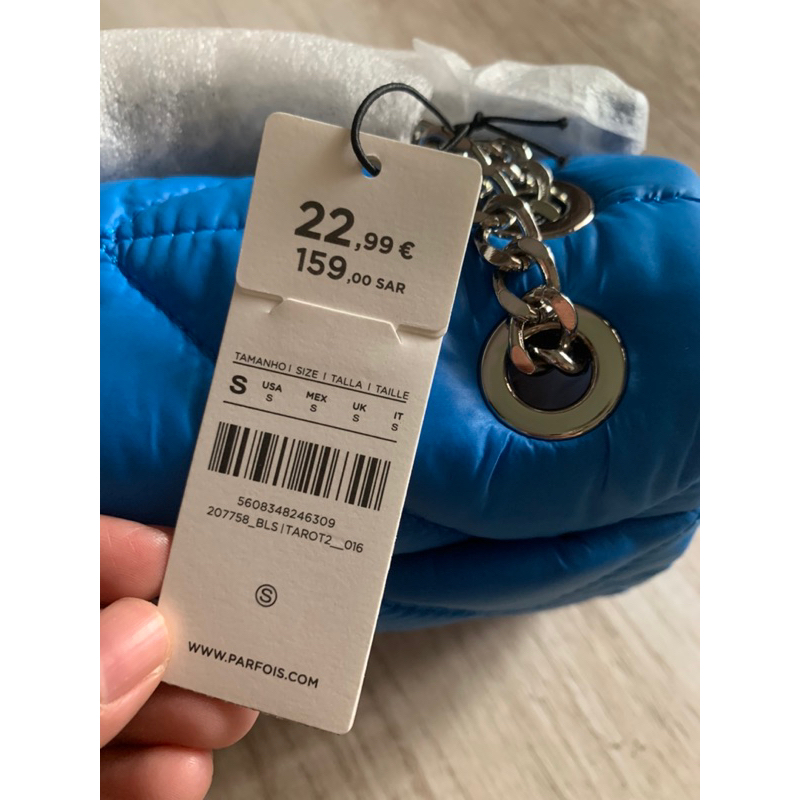 22,99 €
159,00 SAR
TAMANHO | SIZE | TALLA | TAILLE
S USA MEX UK IT
S S S S
5608348246309
207758_BLS|TAROT2__016
S
WWW.PARFOIS.COM